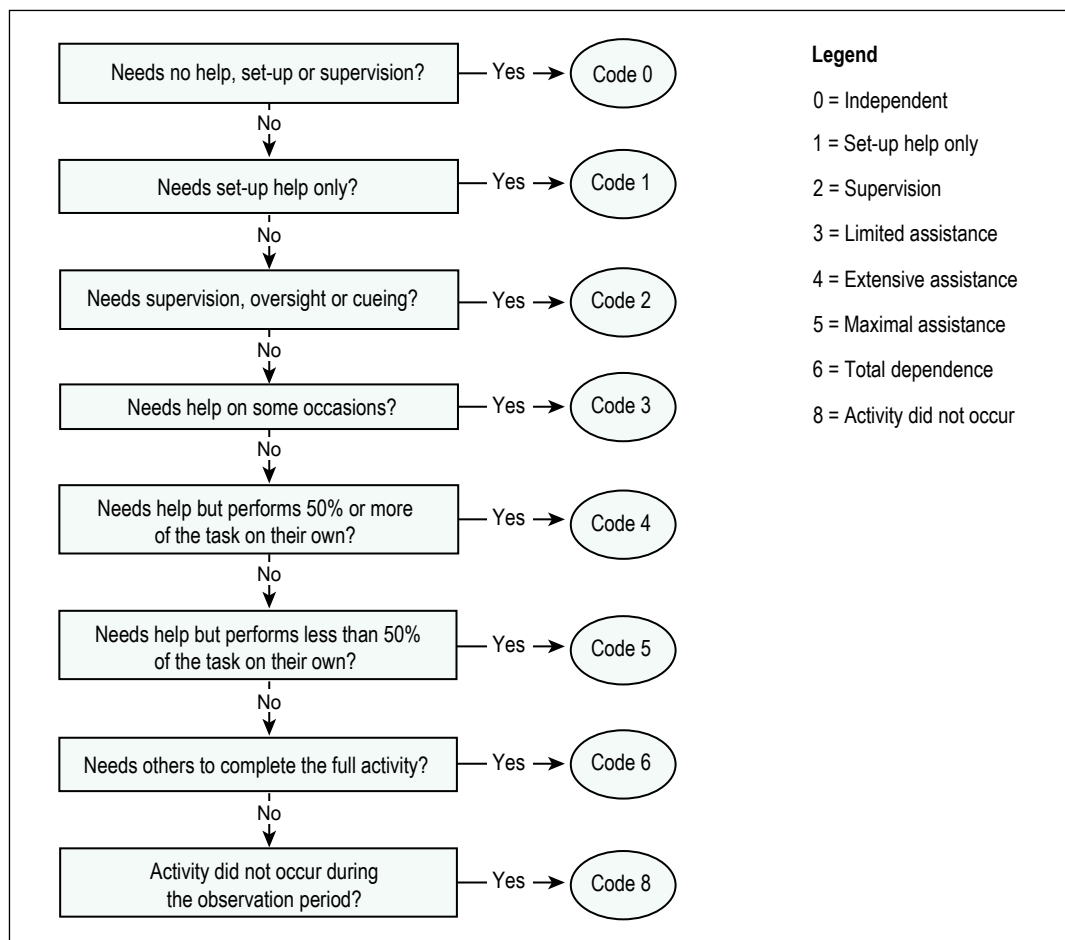 Needs no help, set-up or supervision?
Yes
Code 0
No
Needs set-up help only?
Yes
Code 1
No
Needs supervision, oversight or cueing?
Yes
Code 2
No
Needs help on some occasions?
Yes
Code 3
No
Needs help but performs 50% or more
of the task on their own?
Yes
Code 4
No
Needs help but performs less than 50%
of the task on their own?
Yes
Code 5
No
Needs others to complete the full activity?
Yes
Code 6
No
Activity did not occur during
the observation period?
Yes
Code 8
Legend
0 = Independent
1 = Set-up help only
2 = Supervision
3 = Limited assistance
4 = Extensive assistance
5 = Maximal assistance
6 = Total dependence
8 = Activity did not occur